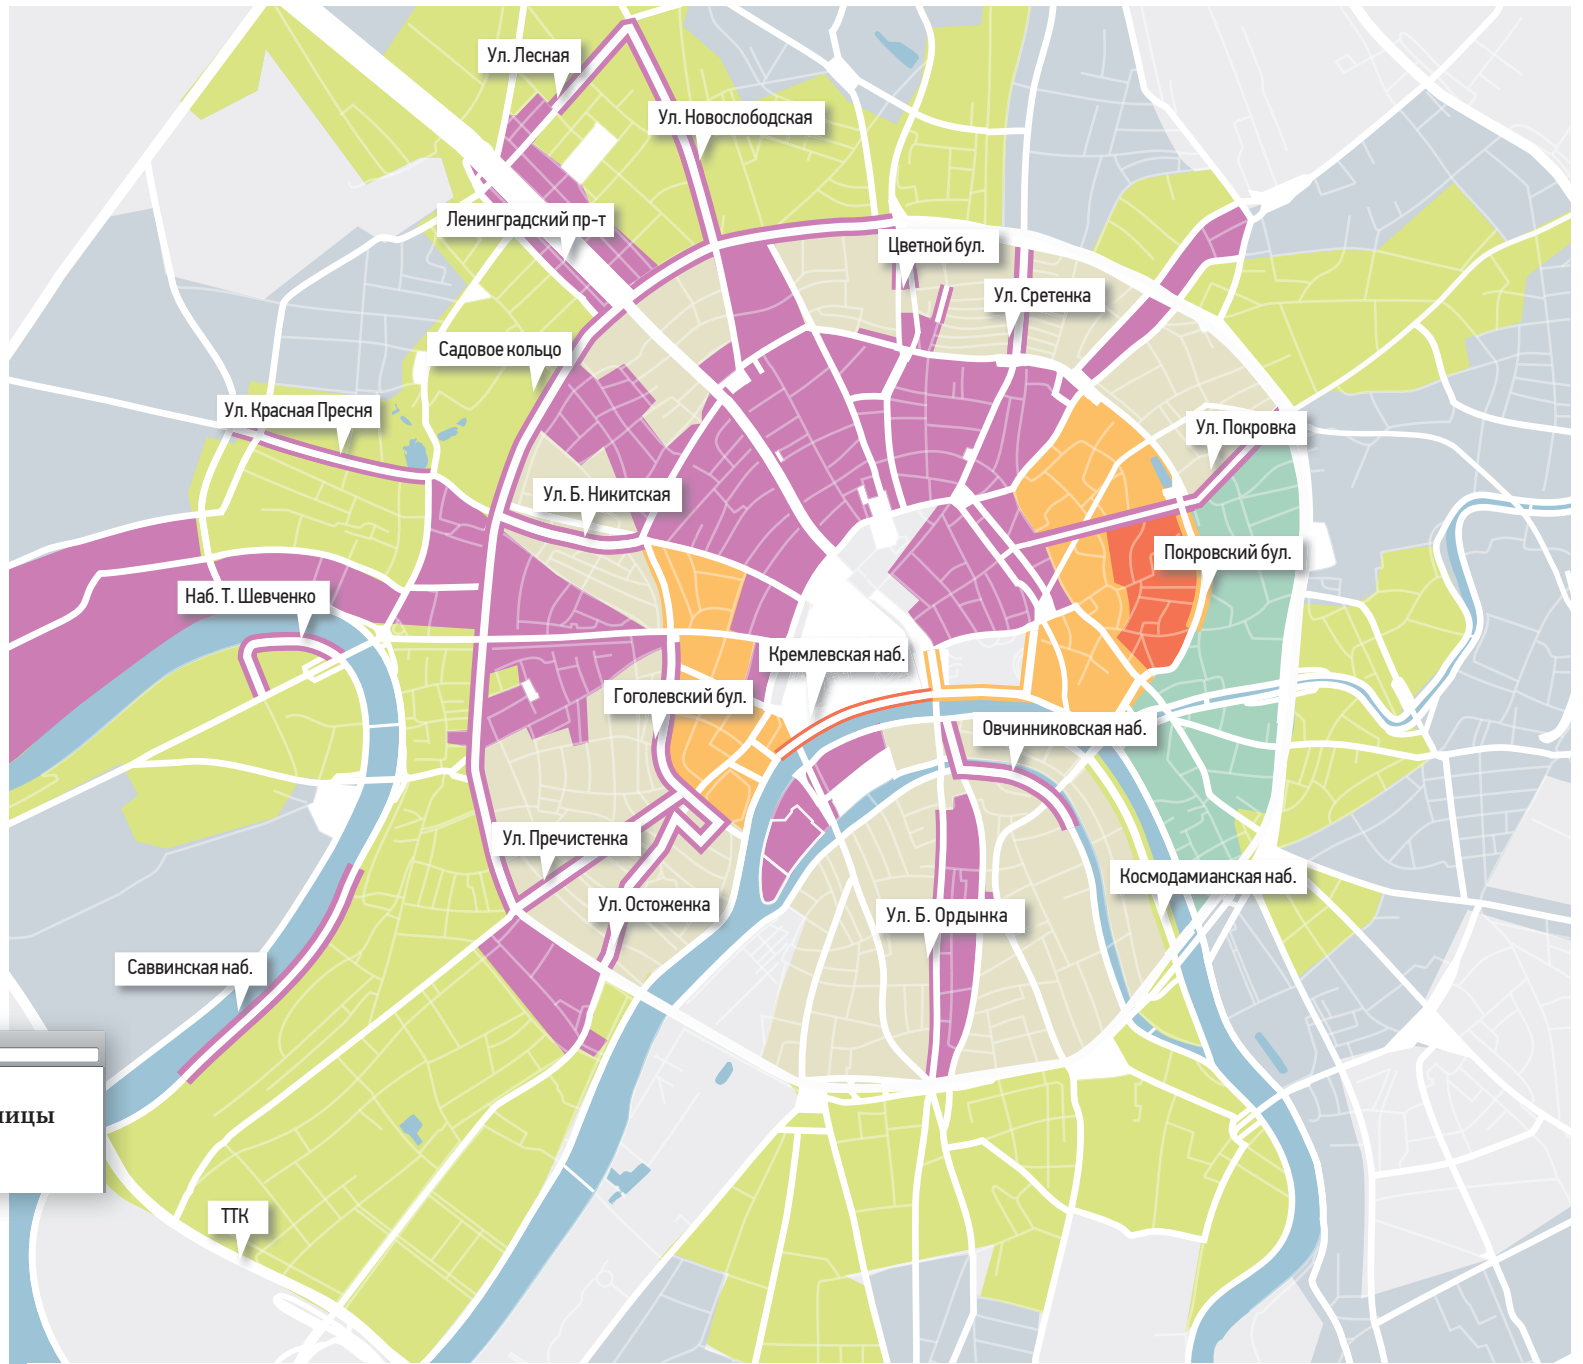 Ул. Лесная
Ул. Новослободская
Ленинградский пр-т
Цветной бул.
Ул. Сретенка
Садовое кольцо
Ул. Красная Пресня
Ул. Покровка
Ул. Б. Никитская
Покровский бул.
Наб. Т. Шевченко
Кремлевская наб.
Гоголевский бул.
Овчинниковская наб.
Ул. Пречистенка
Космодамианская наб.
Ул. Остоженка
Ул. Б. Ордынка
Саввинская наб.
ТТК